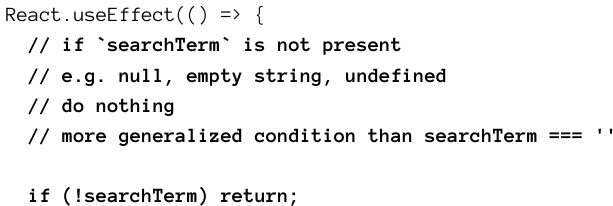 React.useEffect(() => {
// if `searchTerm` is not present
// e.g. null, empty string, undefined
// do nothing
// more generalized condition than searchTerm === ''
if (!searchTerm) return;